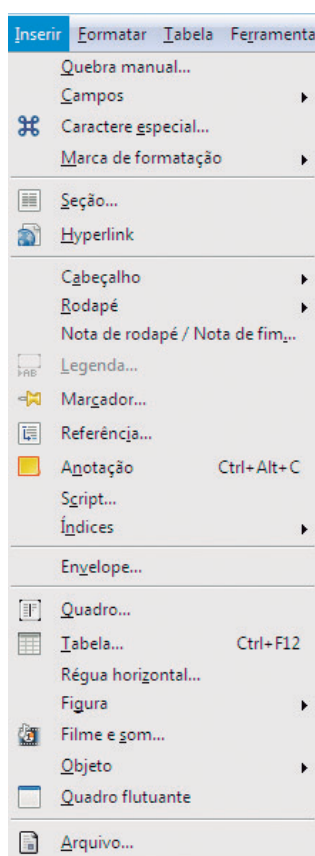 Inserir Formatar Tabela Ferramenta
Quebra manual...
Campos
Caractere especial...
Marca de formatação
Seção...
Hyperlink
Cabeçalho
Rodapé
Nota de rodapé / Nota de fim...
Legenda...
Marcador...
Referência...
Anotação Ctrl+Alt+C
Script...
Índices
Envelope...
Quadro...
Tabela... Ctrl+F12
Régua horizontal...
Figura
Filme e som...
Objeto
Quadro flutuante
Arquivo...